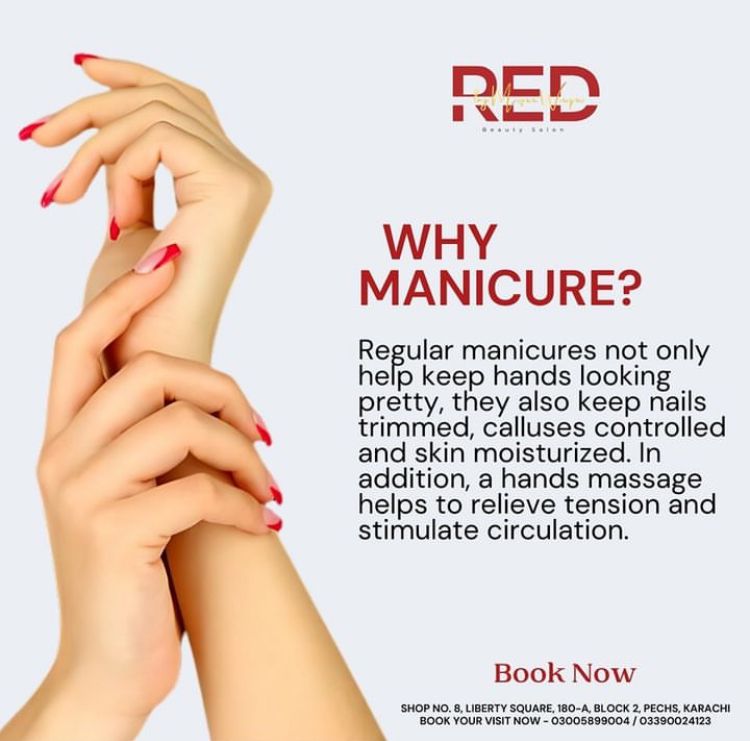 RED
Beauty Salon
WHY
MANICURE?
Regular manicures not only
help keep hands looking
pretty, they also keep nails
trimmed, calluses controlled
and skin moisturized. In
addition, a hands massage
helps to relieve tension and
stimulate circulation.
Book Now
SHOP NO. 8, LIBERTY SQUARE, 180-A, BLOCK 2, PECHS, KARACHI
BOOK YOUR VISIT NOW - 03005899004 / 03390024123